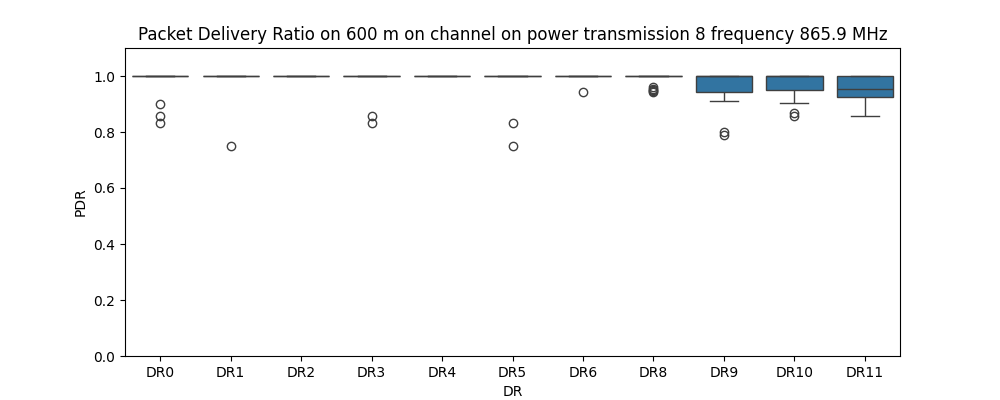 Packet Delivery Ratio on 600 m on channel on power transmission 8 frequency 865.9 MHz
1.0
0.8
0.6
0.4
0.2
0.0
PDR
DR0 DR1 DR2 DR3 DR4 DR5 DR6 DR8 DR9 DR10 DR11
DR